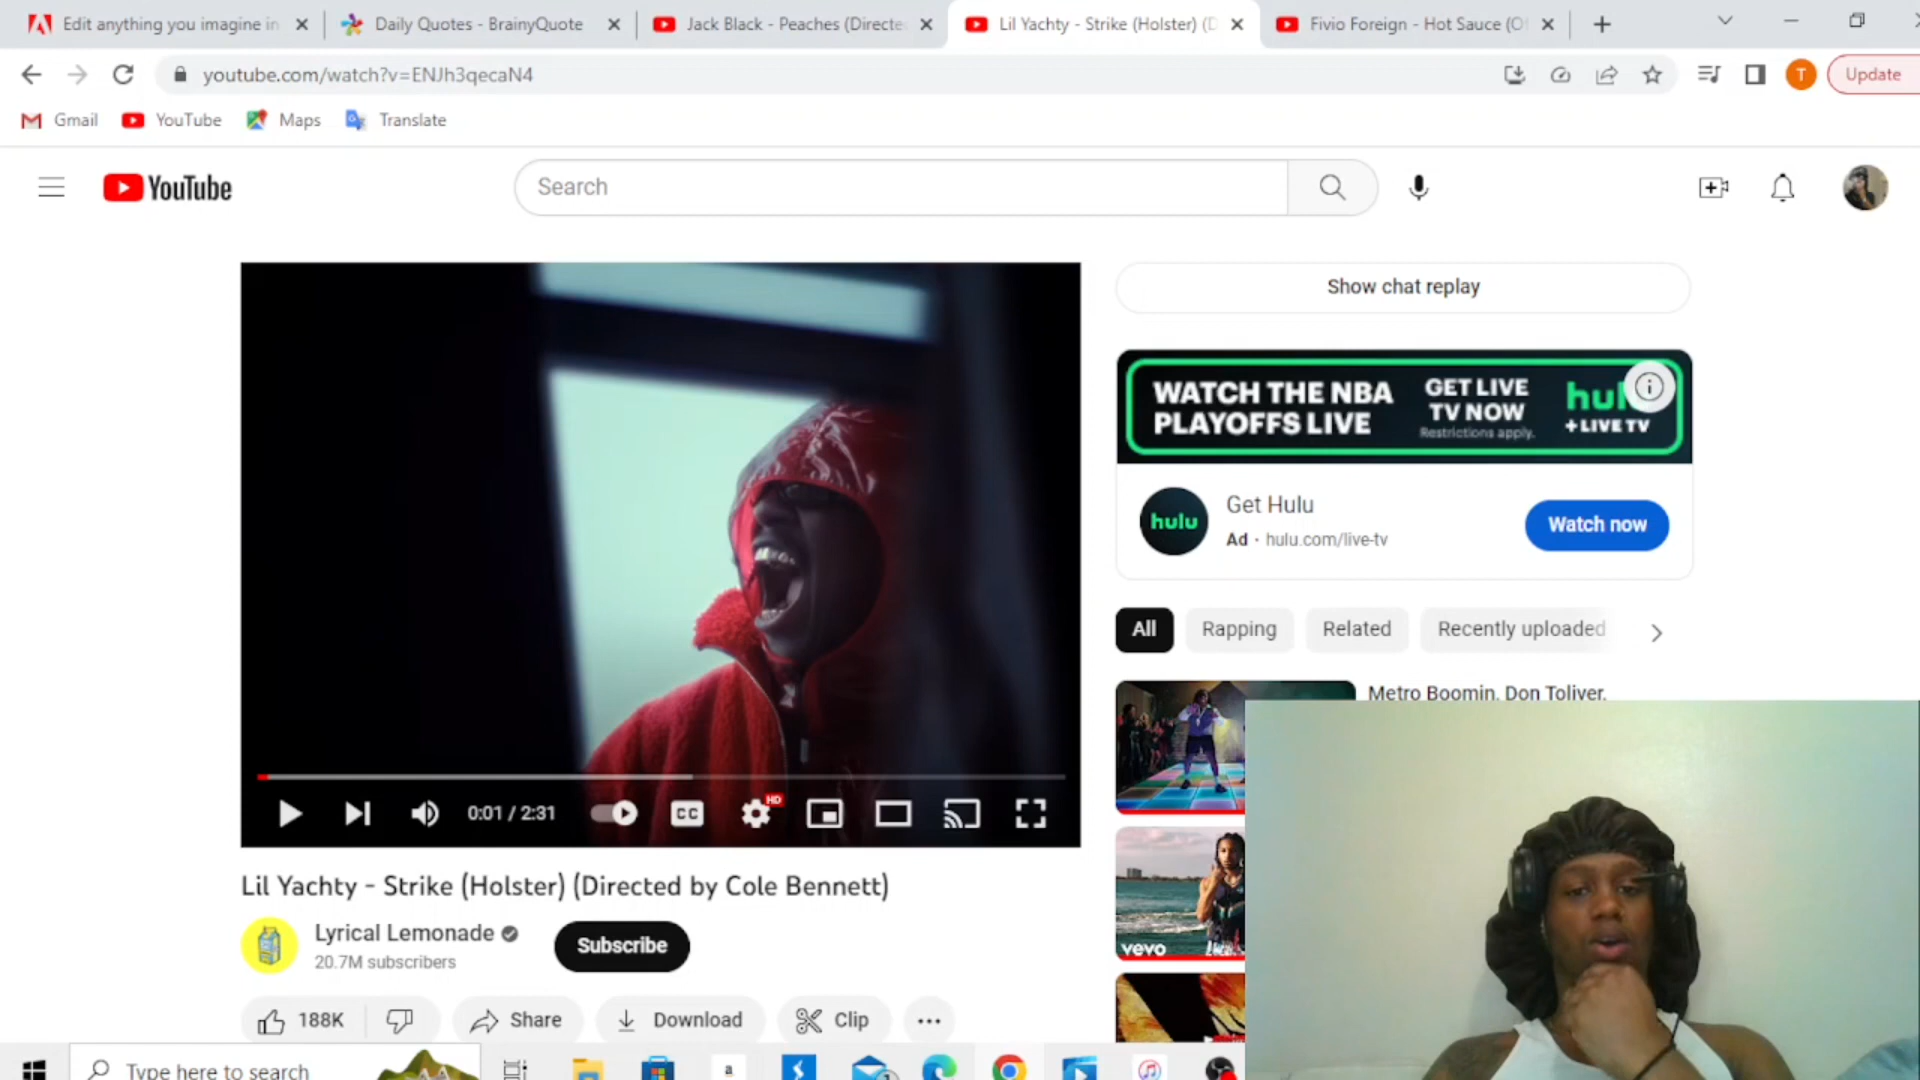 Edit anything you imagine in
Daily Quotes - BrainyQuote
Jack Black - Peaches (Directe
Lil Yachty - Strike (Holster) (D
Fivio Foreign - Hot Sauce (Of
youtube.com/watch?v=ENJh3qecaN4
T
Update
Gmail
YouTube
Maps
Translate
YouTube
Search
Show chat replay
WATCH THE NBA
PLAYOFFS LIVE
GET LIVE
TV NOW
Restrictions apply.
hul
+ LIVE TV
hulu
Get Hulu
Ad · hulu.com/live-tv
Watch now
All
Rapping
Related
Recently uploaded
Metro Boomin, Don Toliver,
vevo
0:01 / 2:31
CC
HD
Lil Yachty - Strike (Holster) (Directed by Cole Bennett)
Lyrical Lemonade
20.7M subscribers
Subscribe
188K
Share
Download
Clip
Type here to search
a